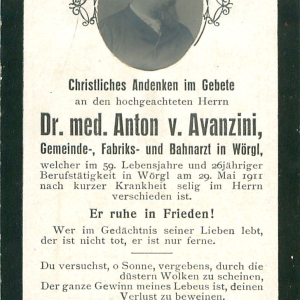 Christliches Andenken im Gebete
an den hochgeachteten Herrn
Dr. med. Anton v. Avanzini,
Gemeinde-, Fabriks- und Bahnarzt in Wörgl,
welcher im 59. Lebensjahre und 26jähriger
Berufstätigkeit in Wörgl am 29. Mai 1911
nach kurzer Krankheit selig im Herrn
verschieden ist.
Er ruhe in Frieden!
Wer im Gedächtnis seiner Lieben lebt,
der ist nicht tot, er ist nur ferne.
Du versuchst, o Sonne, vergebens, durch die
düstern Wolken zu scheinen,
Der ganze Gewinn meines Lebeus ist, deinen
Verlust zu beweinen.